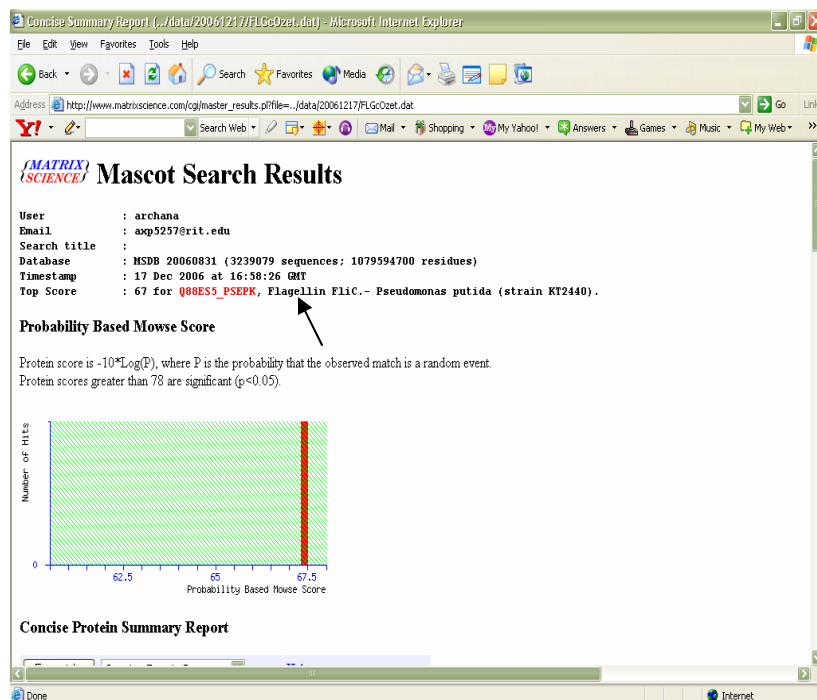 Concise Summary Report (../data/20061217/FLGcOzet.dat) - Microsoft Internet Explorer
File Edit View Favorites Tools Help
Back Search Favorites Media
Address http://www.matrixscience.com/cgi/master_results.pl?file=../data/20061217/FLGcOzet.dat Go Link
Y! Search Web Mail Shopping My Yahoo! Answers Games Music My Web »
{MATRIX
SCIENCE} Mascot Search Results
User : archana
Email : axp5257@rit.edu
Search title :
Database : MSDB 20060831 (3239079 sequences; 1079594700 residues)
Timestamp : 17 Dec 2006 at 16:58:26 GMT
Top Score : 67 for Q88ES5_PSEPK, Flagellin FliC.- Pseudomonas putida (strain KT2440).
Probability Based Mowse Score
Protein score is -10*Log(P), where P is the probability that the observed match is a random event.
Protein scores greater than 78 are significant (p<0.05).
Number of Hits
0
62.5 65 67.5
Probability Based Mowse Score
Concise Protein Summary Report
Done Internet